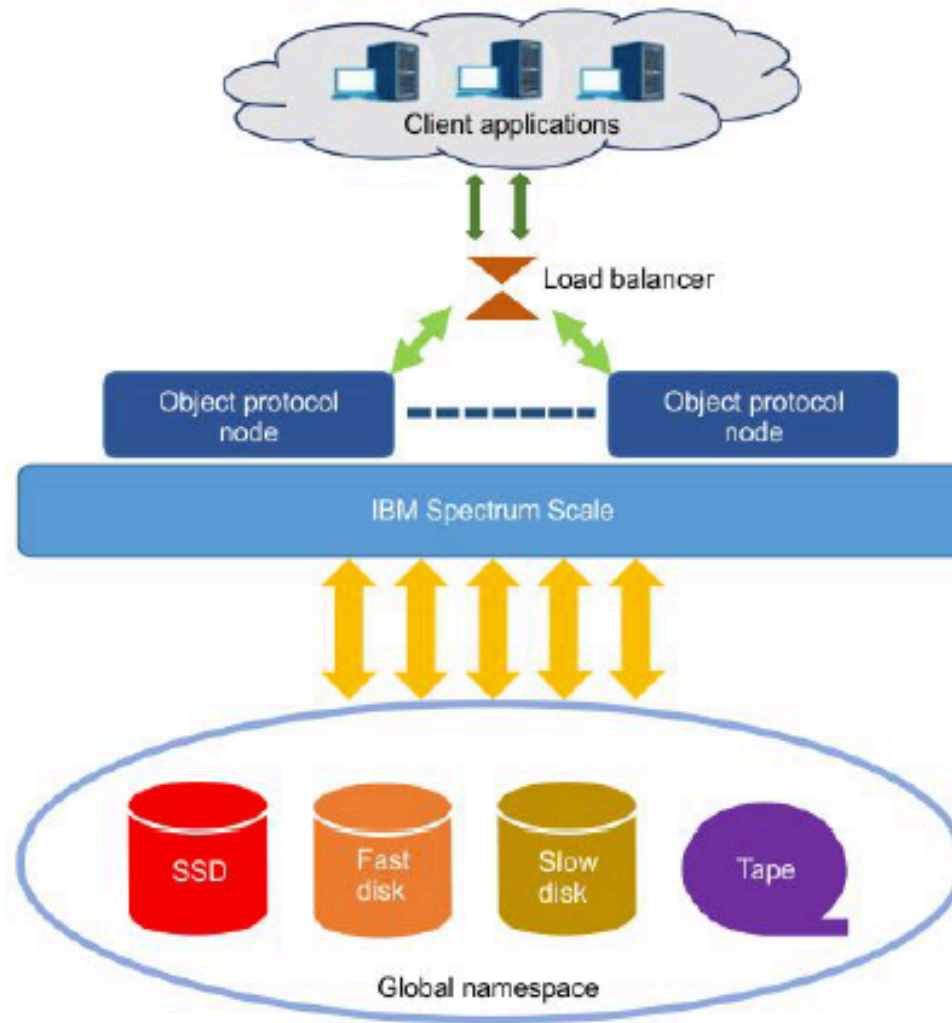 Client applications
Load balancer
Object protocol
node
Object protocol
node
IBM Spectrum Scale
SSD
Fast
disk
Slow
disk
Tape
Global namespace